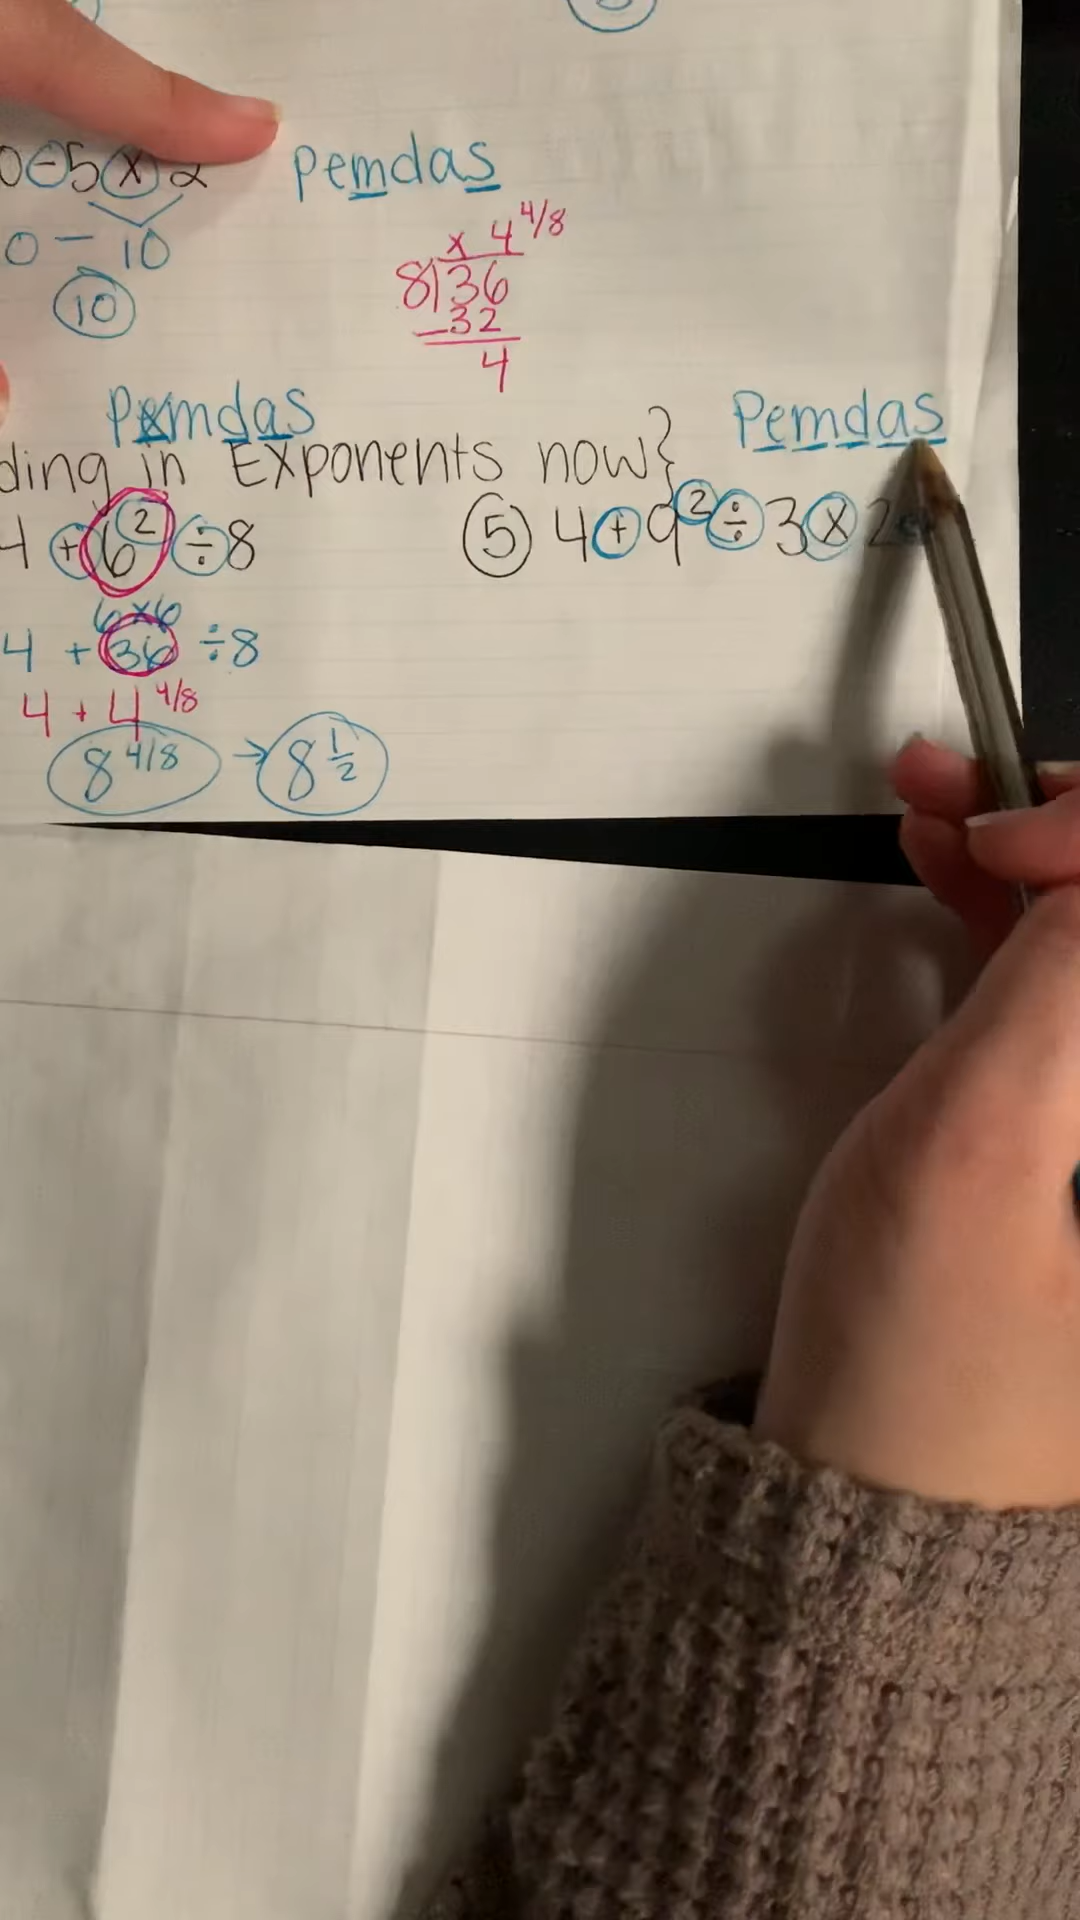 0-5x2 Pemdas
0 - 10
10
x 4 4/8
8)36
-32
4
Pemdas Pemdas
ding in Exponents now}
4 + 6² ÷ 8
⑤ 4 + 9² ÷ 3 x 2
6x6
4 + 36 ÷ 8
4 + 4 4/8
8 4/8 → 8 1/2